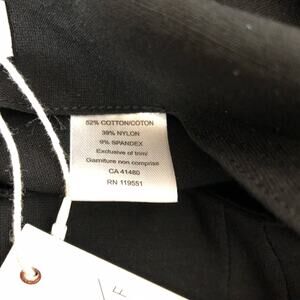 52% COTTON/COTON
39% NYLON
9% SPANDEX
Exclusive of trim/
Garniture non comprise
CA 41480
RN 119551